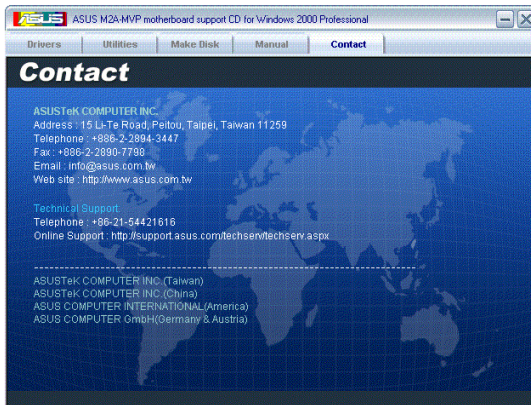 ASUS ASUS M2A-MVP motherboard support CD for Windows 2000 Professional
Drivers Utilities Make Disk Manual Contact
Contact
ASUSTeK COMPUTER INC.
Address : 15 Li-Te Road, Peitou, Taipei, Taiwan 11259
Telephone : +886-2-2894-3447
Fax : +886-2-2890-7798
Email : info@asus.com.tw
Web site : http://www.asus.com.tw
Technical Support
Telephone : +86-21-54421616
Online Support : http://support.asus.com/techserv/techserv.aspx
ASUSTeK COMPUTER INC.(Taiwan)
ASUSTeK COMPUTER INC.(China)
ASUS COMPUTER INTERNATIONAL(America)
ASUS COMPUTER GmbH(Germany & Austria)